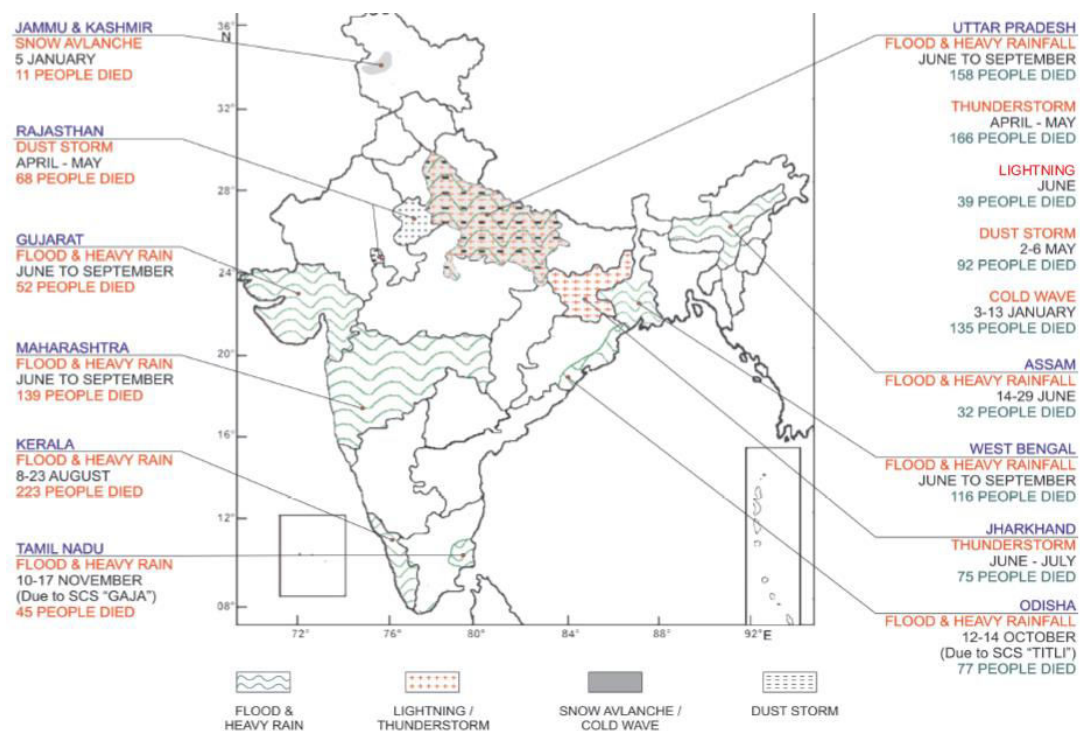 JAMMU & KASHMIR
SNOW AVLANCHE
5 JANUARY
11 PEOPLE DIED
RAJASTHAN
DUST STORM
APRIL - MAY
68 PEOPLE DIED
GUJARAT
FLOOD & HEAVY RAIN
JUNE TO SEPTEMBER
52 PEOPLE DIED
MAHARASHTRA
FLOOD & HEAVY RAIN
JUNE TO SEPTEMBER
139 PEOPLE DIED
KERALA
FLOOD & HEAVY RAIN
8-23 AUGUST
223 PEOPLE DIED
TAMIL NADU
FLOOD & HEAVY RAIN
10-17 NOVEMBER
(Due to SCS "GAJA")
45 PEOPLE DIED
36°
N
32°
28°
24°
20°
16°
12°
08°
72°
76°
80°
84°
88°
92°
E
UTTAR PRADESH
FLOOD & HEAVY RAINFALL
JUNE TO SEPTEMBER
158 PEOPLE DIED
THUNDERSTORM
APRIL - MAY
166 PEOPLE DIED
LIGHTNING
JUNE
39 PEOPLE DIED
DUST STORM
2-6 MAY
92 PEOPLE DIED
COLD WAVE
3-13 JANUARY
135 PEOPLE DIED
ASSAM
FLOOD & HEAVY RAINFALL
14-29 JUNE
32 PEOPLE DIED
WEST BENGAL
FLOOD & HEAVY RAINFALL
JUNE TO SEPTEMBER
116 PEOPLE DIED
JHARKHAND
THUNDERSTORM
JUNE - JULY
75 PEOPLE DIED
ODISHA
FLOOD & HEAVY RAINFALL
12-14 OCTOBER
(Due to SCS "TITLI")
77 PEOPLE DIED
FLOOD &
HEAVY RAIN
LIGHTNING /
THUNDERSTORM
SNOW AVLANCHE /
COLD WAVE
DUST STORM